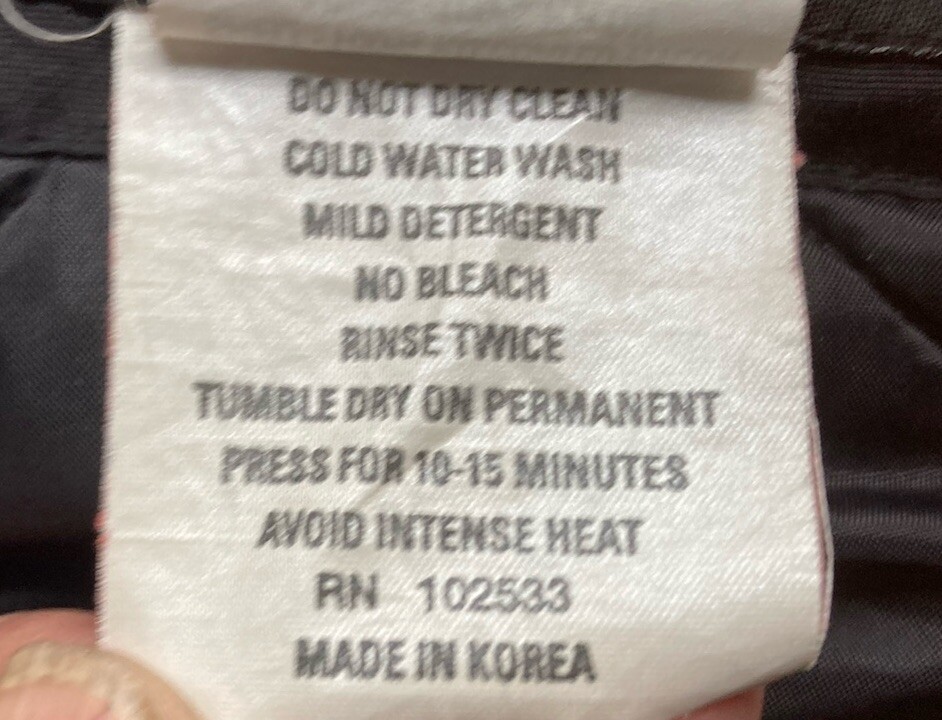 DO NOT DRY CLEAN
COLD WATER WASH
MILD DETERGENT
NO BLEACH
RINSE TWICE
TUMBLE DRY ON PERMANENT
PRESS FOR 10-15 MINUTES
AVOID INTENSE HEAT
RN 102533
MADE IN KOREA